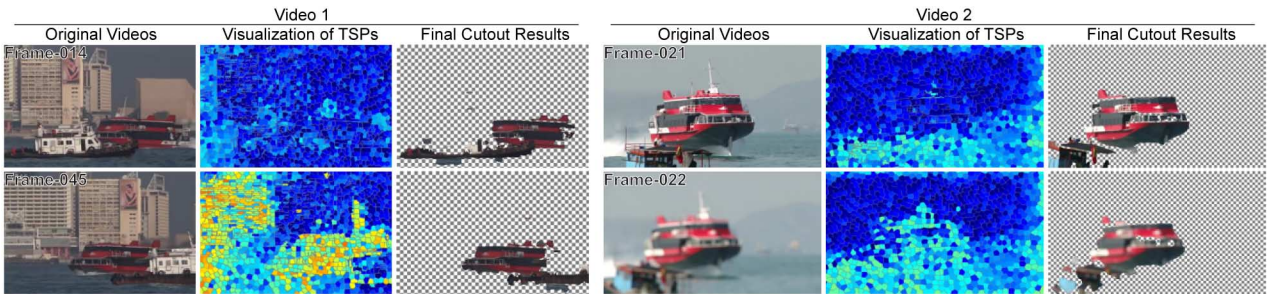 Video 1
Video 2
Original Videos
Visualization of TSPs
Final Cutout Results
Original Videos
Visualization of TSPs
Final Cutout Results
Frame-014
Frame-021
Frame-045
Frame-022